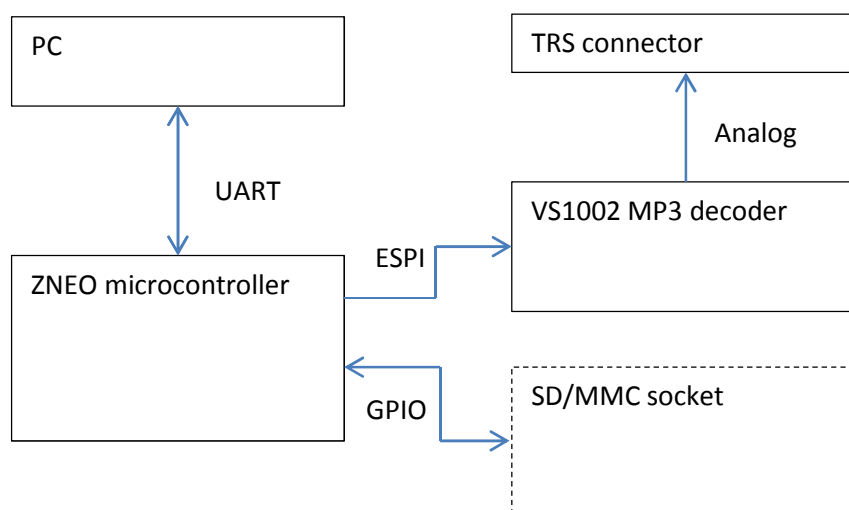 PC
TRS connector
Analog
UART
VS1002 MP3 decoder
ESPI
ZNEO microcontroller
GPIO
SD/MMC socket